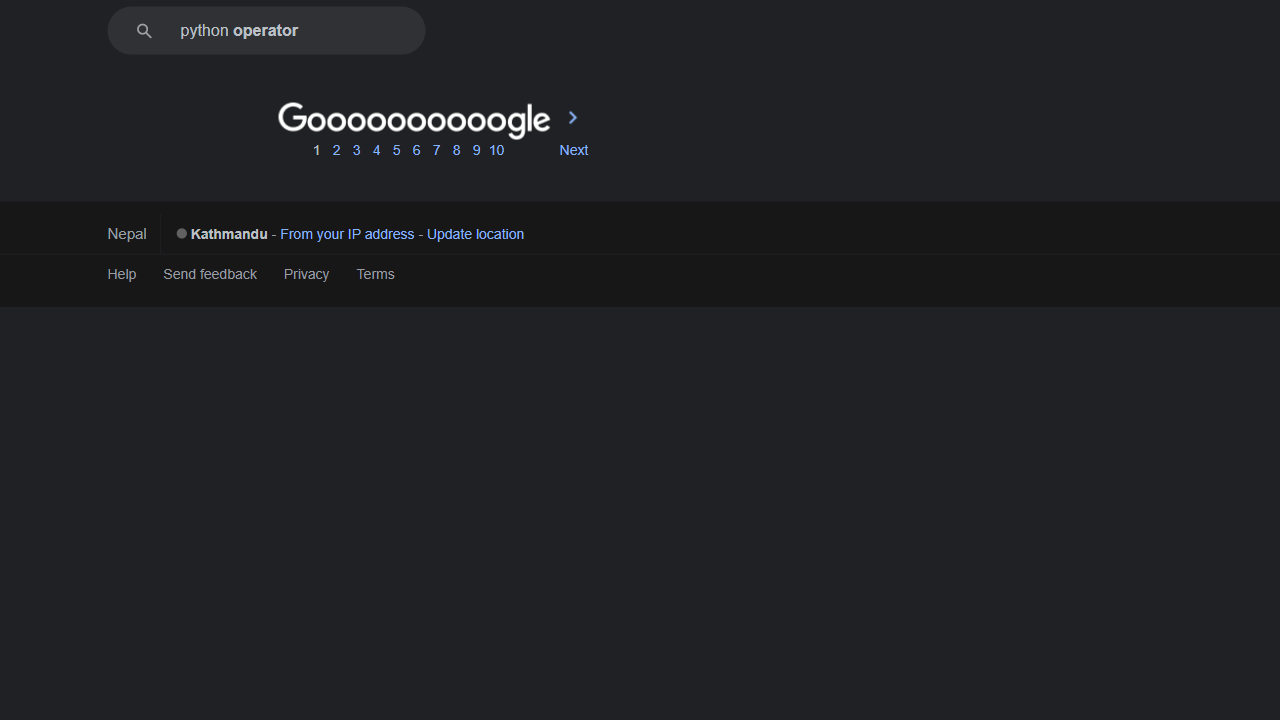 python operator
Goooooooooogle
1 2 3 4 5 6 7 8 9 10 Next
Nepal Kathmandu - From your IP address - Update location
Help Send feedback Privacy Terms